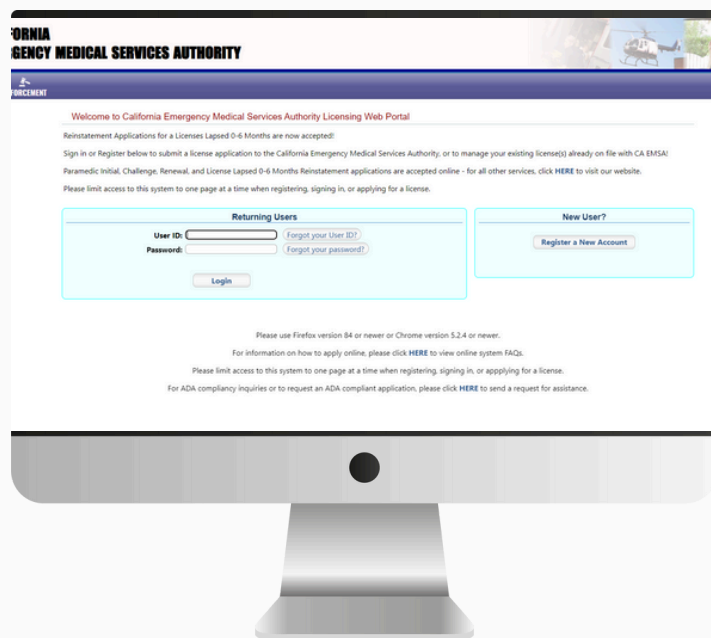 FORNIA
GENCY MEDICAL SERVICES AUTHORITY
FORCEMENT
Welcome to California Emergency Medical Services Authority Licensing Web Portal
Reinstatement Applications for a Licenses Lapsed 0-6 Months are now accepted!
Sign in or Register below to submit a license application to the California Emergency Medical Services Authority, or to manage your existing license(s) already on file with CA EMSA!
Paramedic Initial, Challenge, Renewal, and License Lapsed 0-6 Months Reinstatement applications are accepted online - for all other services, click HERE to visit our website.
Please limit access to this system to one page at a time when registering, signing in, or applying for a license.
Returning Users
User ID: Forgot your User ID?
Password: Forgot your password?
Login
New User?
Register a New Account
Please use Firefox version 84 or newer or Chrome version 5.2.4 or newer.
For information on how to apply online, please click HERE to view online system FAQs.
Please limit access to this system to one page at a time when registering, signing in, or appplying for a license.
For ADA compliancy inquiries or to request an ADA compliant application, please click HERE to send a request for assistance.